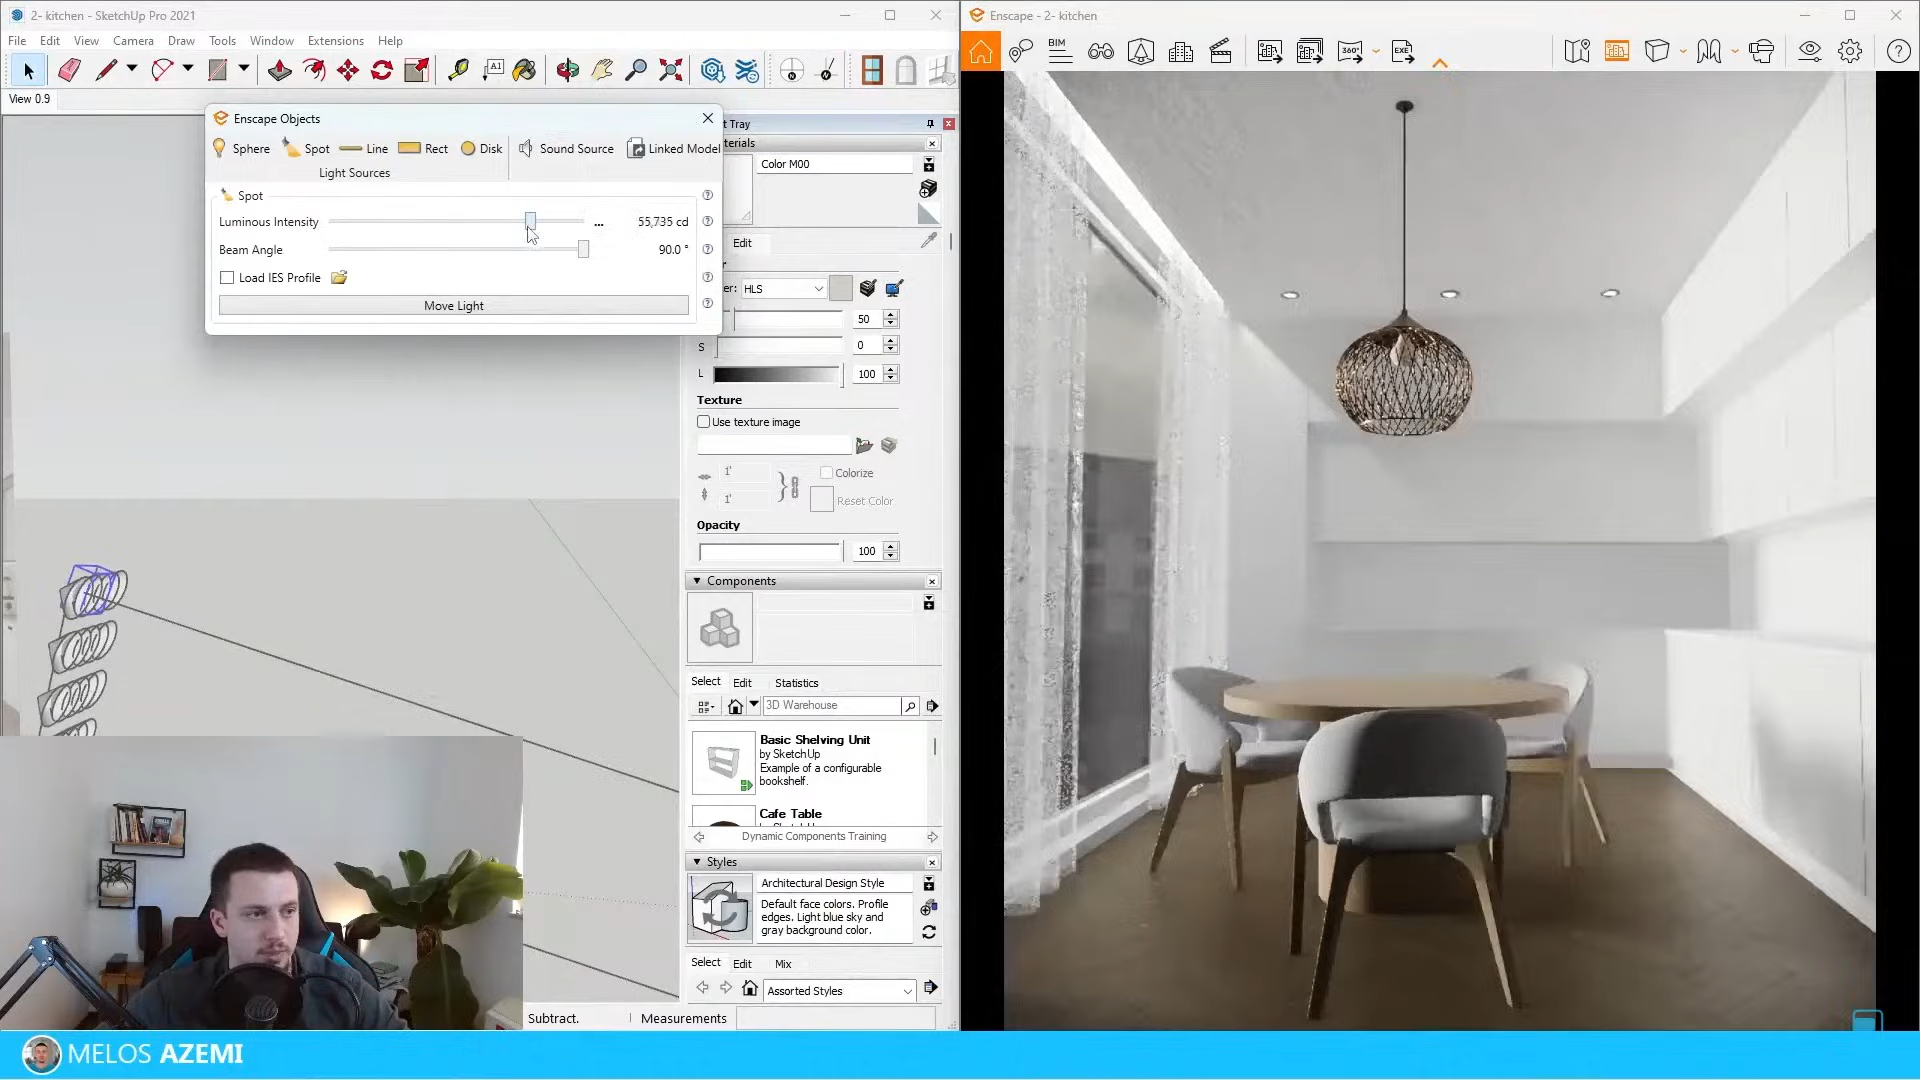 2- kitchen - SketchUp Pro 2021
File Edit View Camera Draw Tools Window Extensions Help
A1
View 0.9
Enscape Objects
Sphere Spot Line Rect Disk Sound Source Linked Model
Light Sources
Spot
Luminous Intensity ... 55,735 cd
Beam Angle 90.0 °
Load IES Profile
Move Light
t Tray
terials
Color M00
Edit
er: HLS
50
S 0
L 100
Texture
Use texture image
1'
Colorize
1'
Reset Color
Opacity
100
Components
Select Edit Statistics
3D Warehouse
Basic Shelving Unit
by SketchUp
Example of a configurable
bookshelf.
Cafe Table
Dynamic Components Training
Styles
Architectural Design Style
Default face colors. Profile
edges. Light blue sky and
gray background color.
Select Edit Mix
Assorted Styles
Subtract. Measurements
Enscape - 2- kitchen
BIM
360°
EXE
MELOS AZEMI